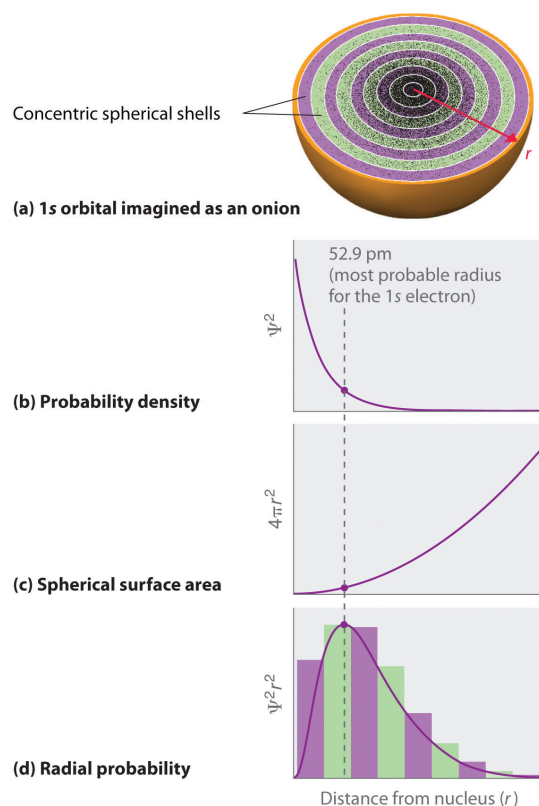 Concentric spherical shells
r
(a) 1s orbital imagined as an onion
52.9 pm
(most probable radius
for the 1s electron)
Ψ²
(b) Probability density
4πr²
(c) Spherical surface area
Ψ²r²
(d) Radial probability
Distance from nucleus (r)